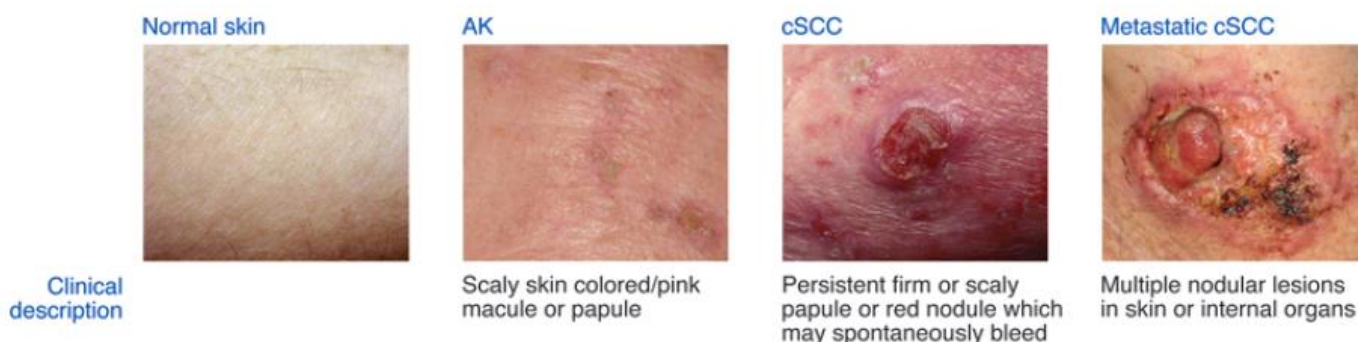 Normal skin
AK
cSCC
Metastatic cSCC
Clinical
description
Scaly skin colored/pink
macule or papule
Persistent firm or scaly
papule or red nodule which
may spontaneously bleed
Multiple nodular lesions
in skin or internal organs